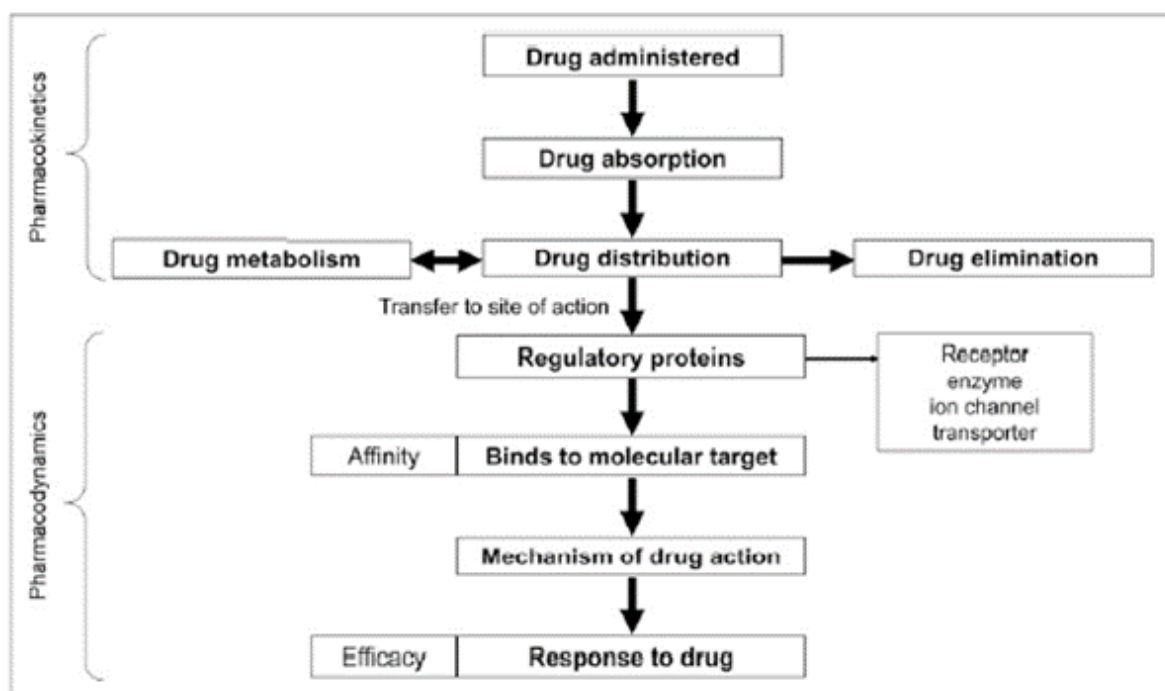 Pharmacokinetics
Drug administered
Drug absorption
Drug metabolism
Drug distribution
Drug elimination
Transfer to site of action
Pharmacodynamics
Regulatory proteins
Receptor
enzyme
ion channel
transporter
Affinity
Binds to molecular target
Mechanism of drug action
Efficacy
Response to drug